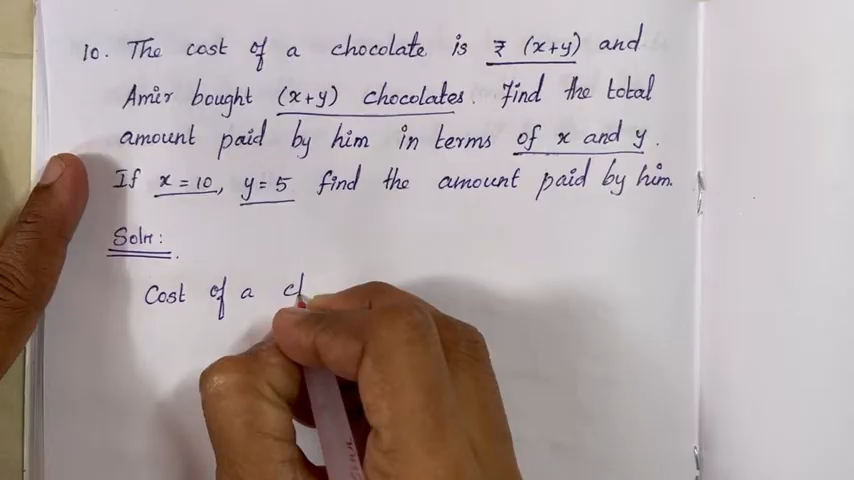 10. The cost of a chocolate is ₹ (x+y) and
Amir bought (x+y) chocolates. Find the total
amount paid by him in terms of x and y.
If x = 10, y = 5 find the amount paid by him.
Soln:
Cost of a